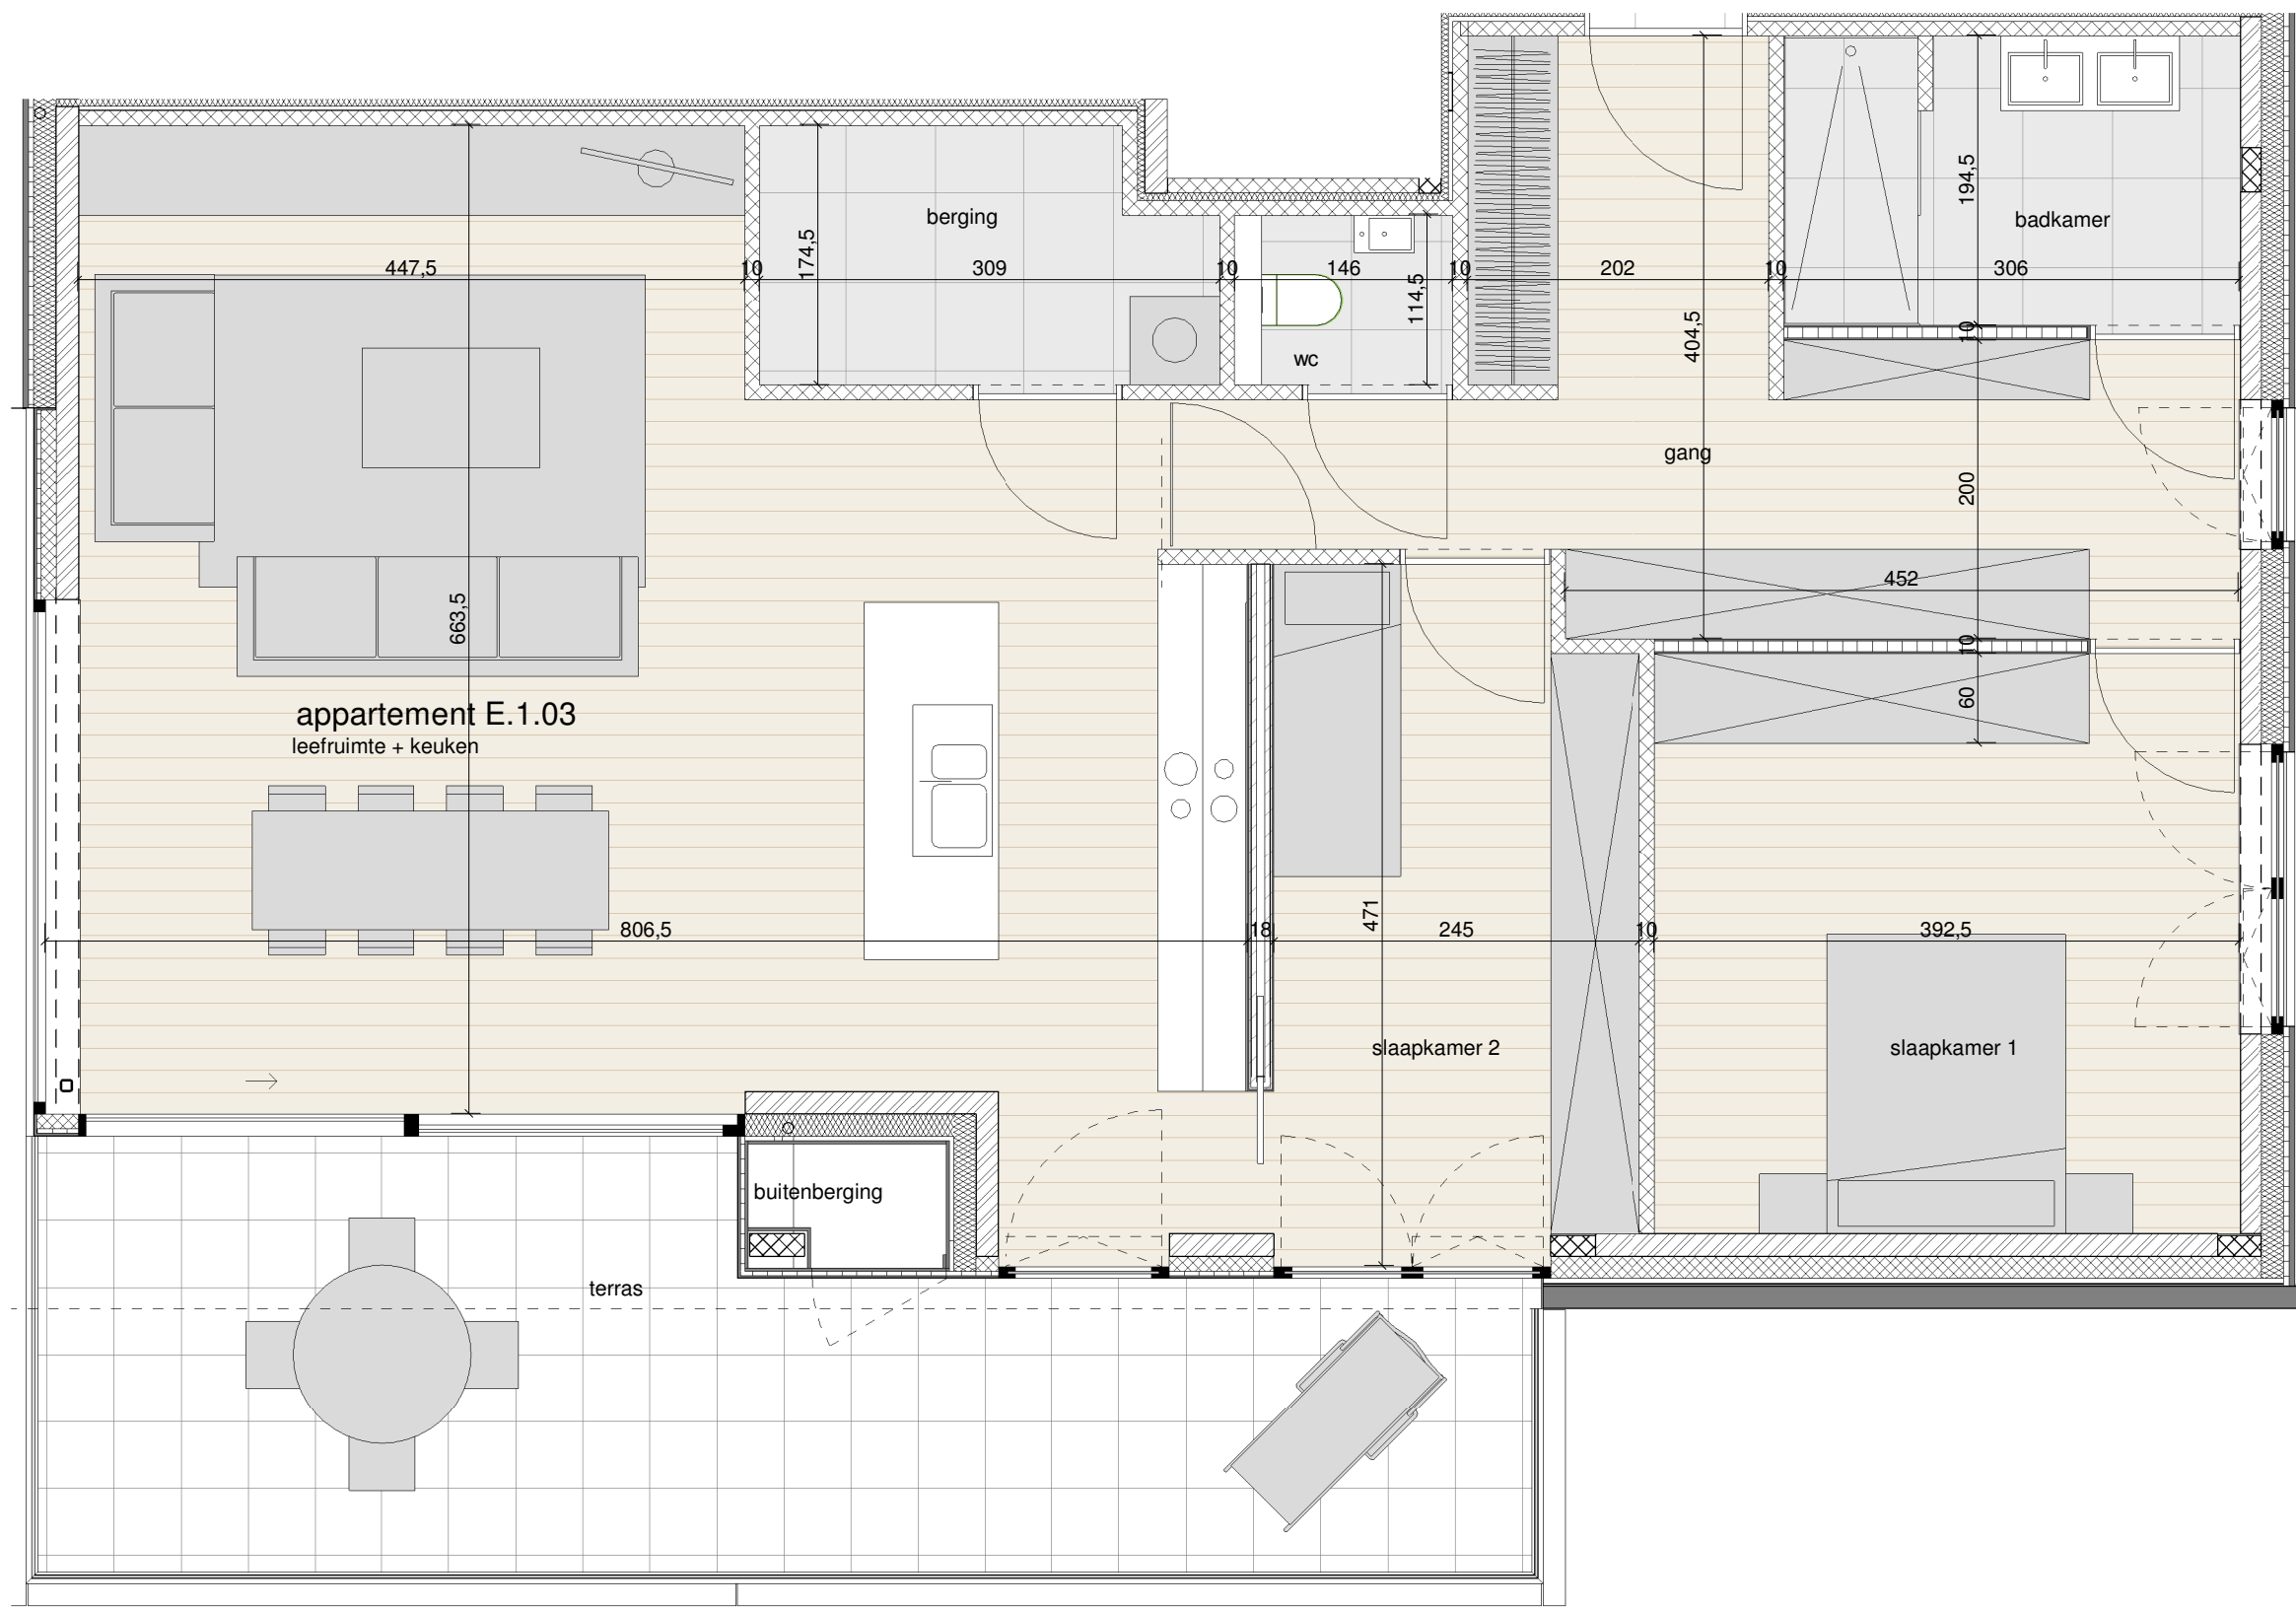 194,5
berging
badkamer
174,5
447,5
10
309
10
146
10
202
10
306
114,5
404,5
10
wc
gang
200
452
663,5
10
60
appartement E.1.03
leefruimte + keuken
806,5
18
471
245
10
392,5
slaapkamer 2
slaapkamer 1
buitenberging
terras